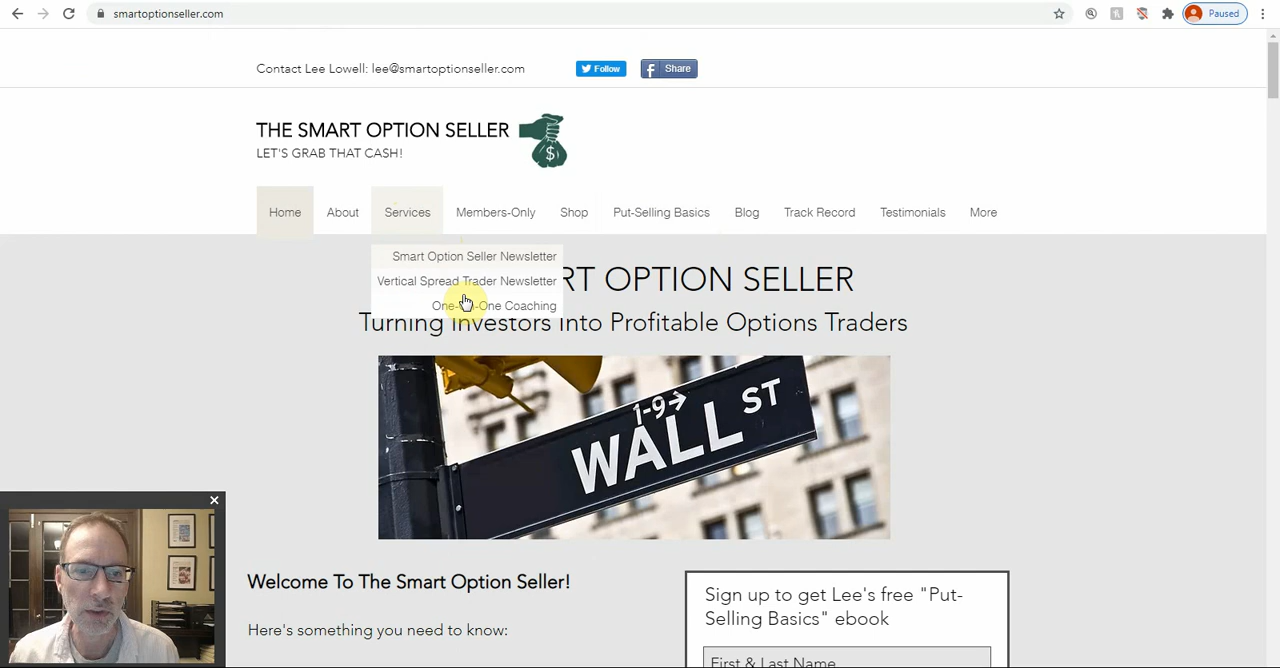 smartoptionseller.com
Paused
Contact Lee Lowell: lee@smartoptionseller.com
Follow
Share
THE SMART OPTION SELLER
$
LET'S GRAB THAT CASH!
Home
About
Services
Members-Only
Shop
Put-Selling Basics
Blog
Track Record
Testimonials
More
Smart Option Seller Newsletter
Vertical Spread Trader Newsletter
One-On-One Coaching
RT OPTION SELLER
Turning Investors Into Profitable Options Traders
1-9→
WALL ST
Welcome To The Smart Option Seller!
Here's something you need to know:
Sign up to get Lee's free "Put-
Selling Basics" ebook
First & Last Name